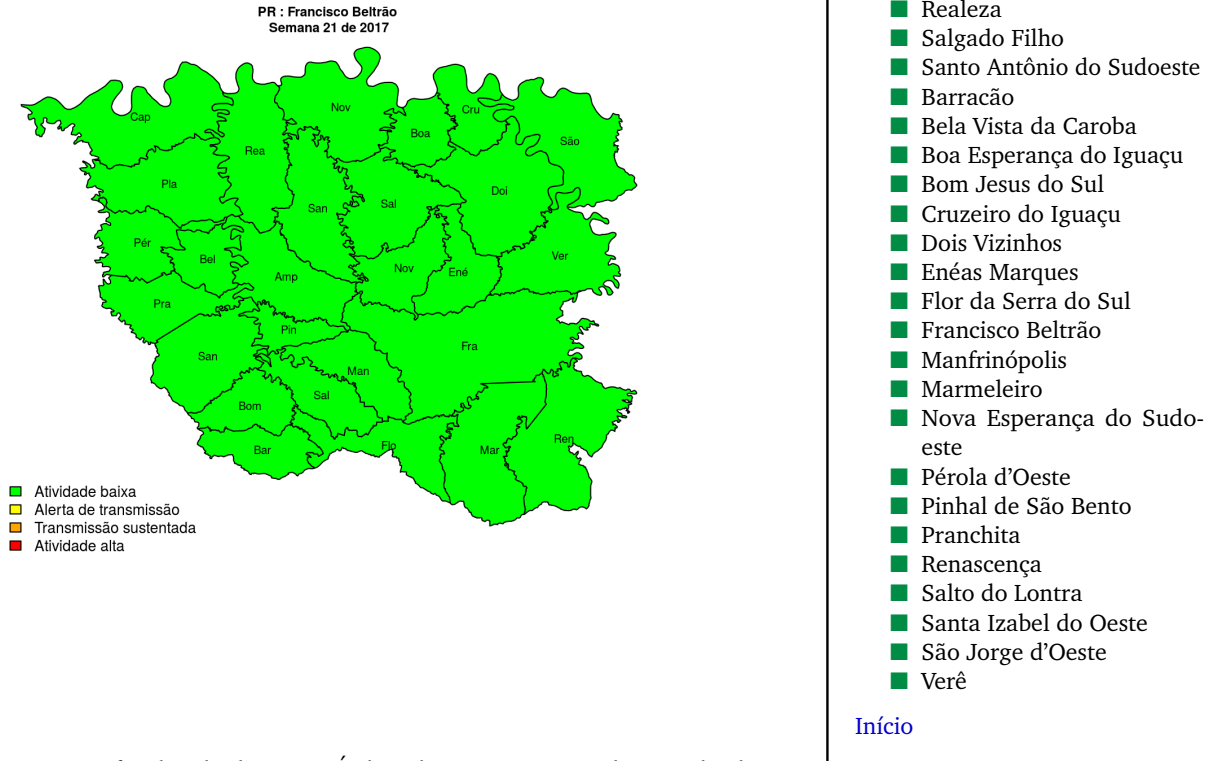 PR : Francisco Beltrão
Semana 21 de 2017
Cap
Nov
Cru
Boa
São
Rea
Pla
Doi
San
Sal
Pér
Bel
Ver
Nov
Ené
Amp
Pra
Pin
Fra
San
Man
Sal
Bom
Bar
Flo
Mar
Ren
Atividade baixa
Alerta de transmissão
Transmissão sustentada
Atividade alta
Realeza
Salgado Filho
Santo Antônio do Sudoeste
Barracão
Bela Vista da Caroba
Boa Esperança do Iguaçu
Bom Jesus do Sul
Cruzeiro do Iguaçu
Dois Vizinhos
Enéas Marques
Flor da Serra do Sul
Francisco Beltrão
Manfrinópolis
Marmeleiro
Nova Esperança do Sudo-
este
Pérola d'Oeste
Pinhal de São Bento
Pranchita
Renascença
Salto do Lontra
Santa Izabel do Oeste
São Jorge d'Oeste
Verê
Início